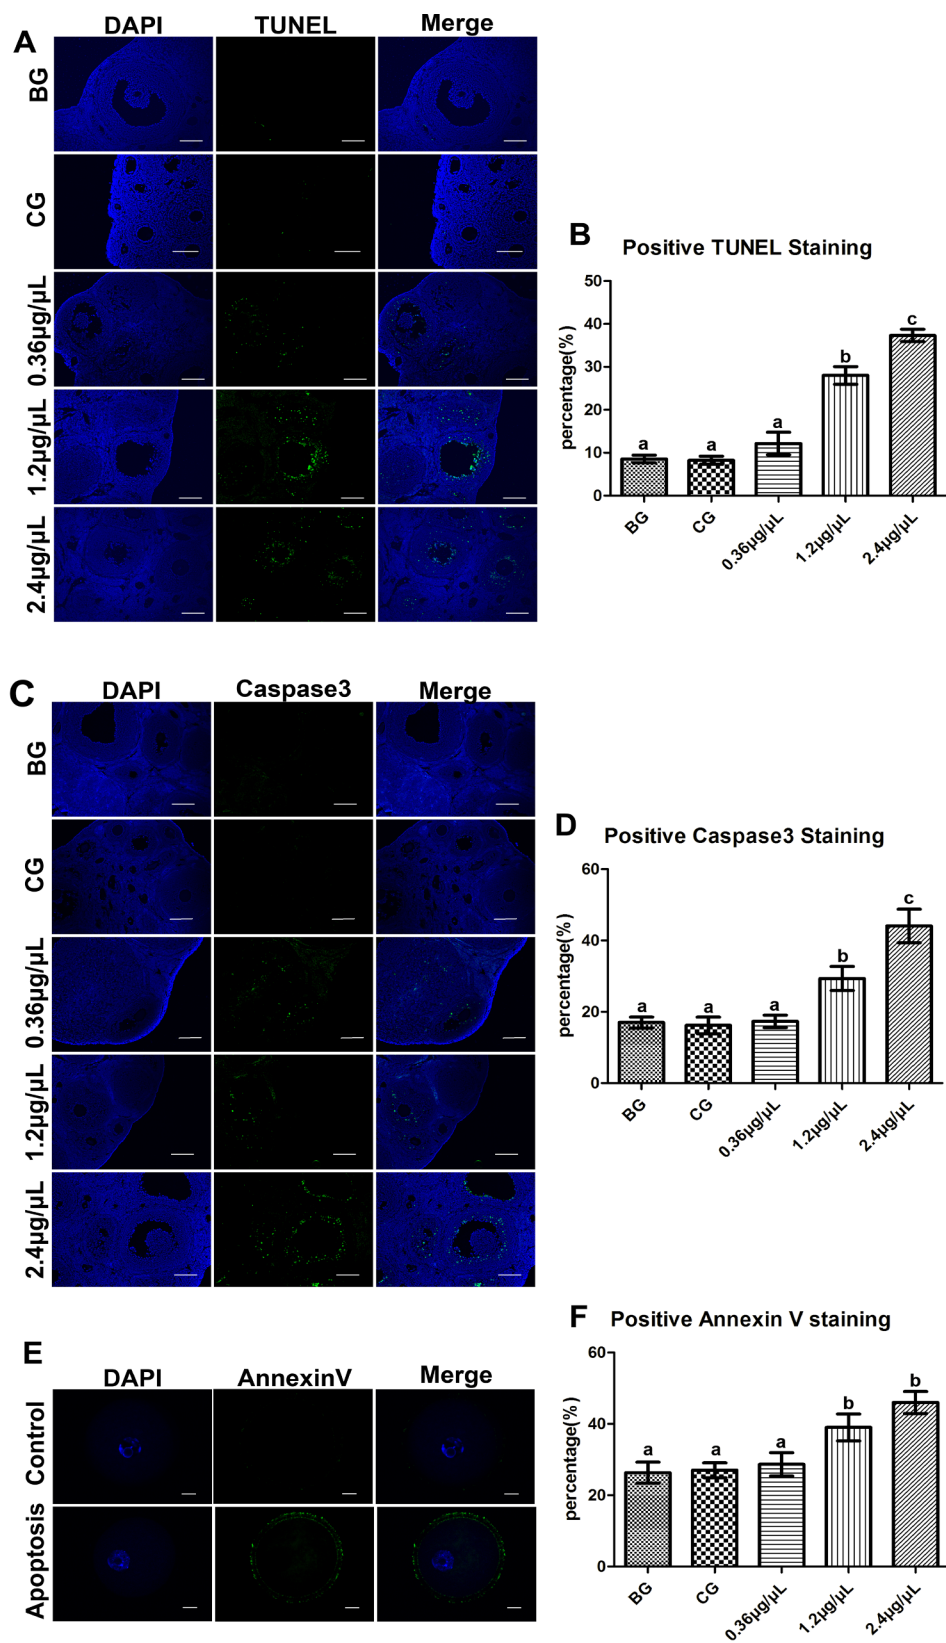 A
DAPI TUNEL Merge
BG
CG
0.36µg/µL
1.2µg/µL
2.4µg/µL
B
Positive TUNEL Staining
percentage(%)
50
40
30
20
10
0
a a a b c
BG CG 0.36µg/µL 1.2µg/µL 2.4µg/µL
C
DAPI Caspase3 Merge
BG
CG
0.36µg/µL
1.2µg/µL
2.4µg/µL
D
Positive Caspase3 Staining
percentage(%)
60
40
20
0
a a a b c
BG CG 0.36µg/µL 1.2µg/µL 2.4µg/µL
E
DAPI AnnexinV Merge
Control
Apoptosis
F
Positive Annexin V staining
percentage(%)
60
40
20
0
a a a b b
BG CG 0.36µg/µL 1.2µg/µL 2.4µg/µL